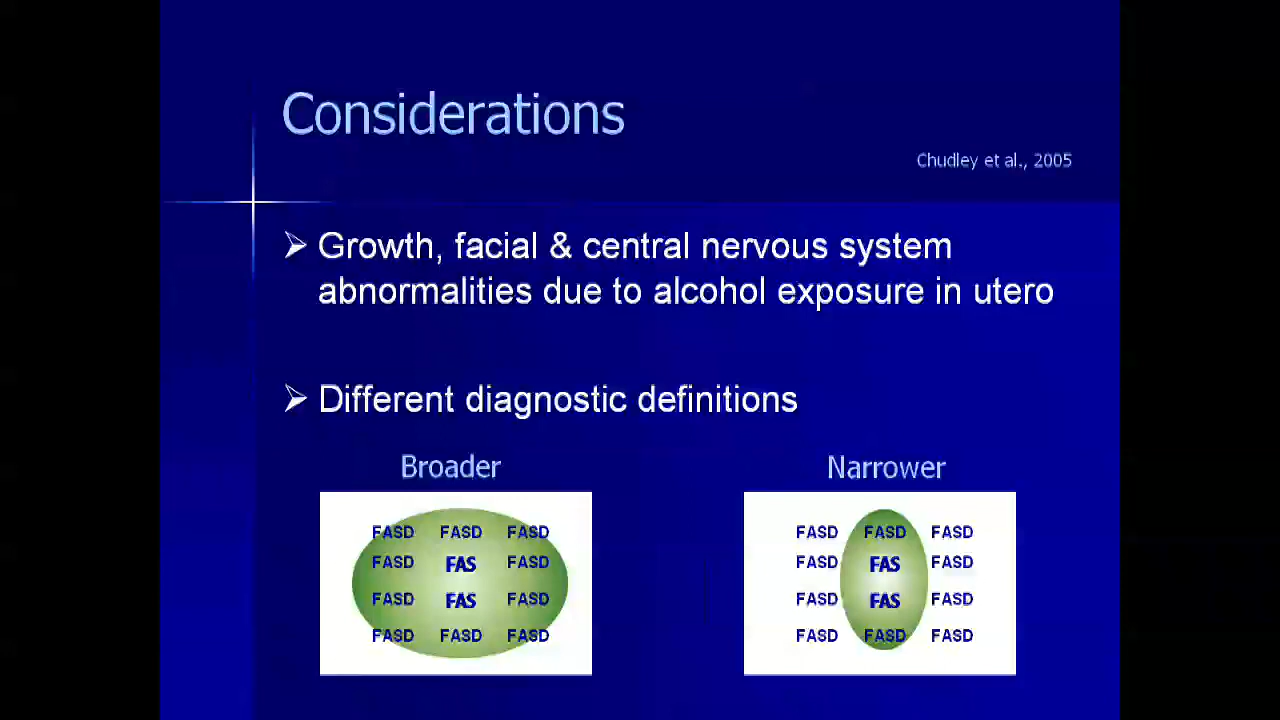 Considerations
Chudley et al., 2005
Growth, facial & central nervous system
abnormalities due to alcohol exposure in utero
Different diagnostic definitions
Broader
FASD FASD FASD
FASD FAS FASD
FASD FAS FASD
FASD FASD FASD
Narrower
FASD FASD FASD
FASD FAS FASD
FASD FAS FASD
FASD FASD FASD